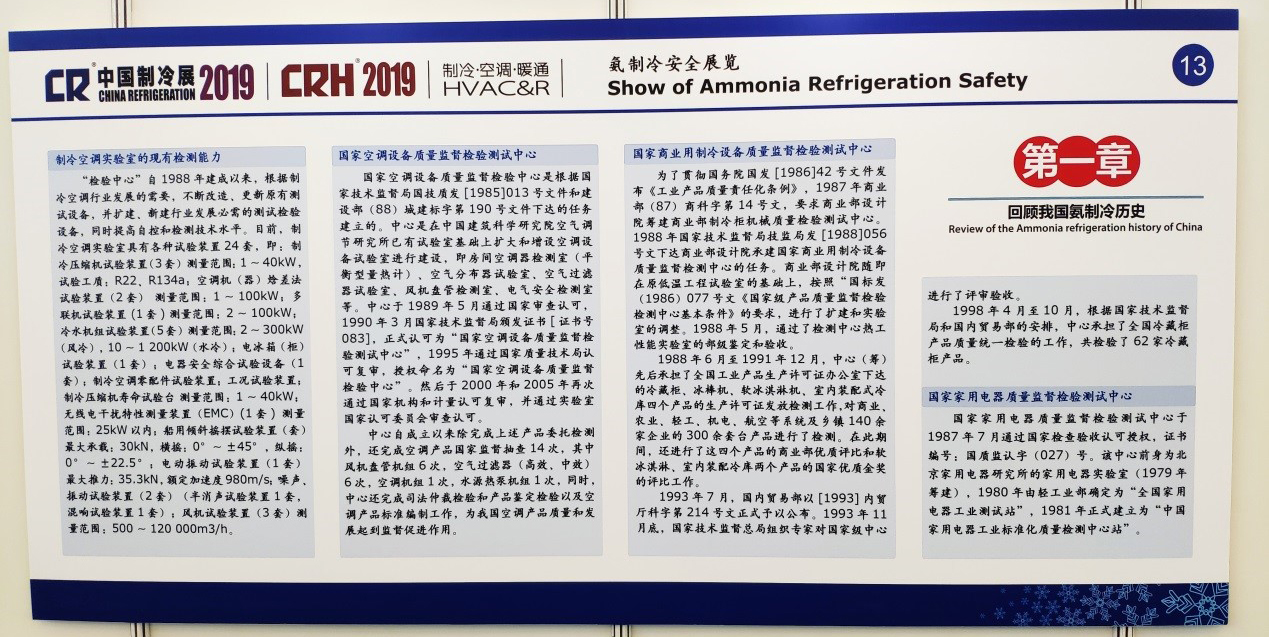 CR 中国制冷展 2019
CHINA REFRIGERATION
CRH 2019
制冷·空调·暖通
HVAC&R
氨制冷安全展览
Show of Ammonia Refrigeration Safety
13
制冷空调实验室的现有检测能力
“检验中心”自1988年建成以来，根据制
冷空调行业发展的需要，不断改造、更新原有测
试设备，并扩建、新建行业发展必需的测试检验
设备，同时提高自控和检测技术水平。目前，制
冷空调实验室具有各种试验装置24套，即：制
冷压缩机试验装置(3套) 测量范围：1～40kW，
试验工质：R22、R134a；空调机（器）焓差法
试验装置（2套） 测量范围：1～100kW；多
联机试验装置（1套）测量范围：2～100kW；
冷水机组试验装置(5套) 测量范围：2～300kW
(风冷)，10～1 200kW(水冷)；电冰箱（柜）
试验装置（1套）；电器安全综合试验设备（1
套）；制冷空调零配件试验装置；工况试验装置；
制冷压缩机寿命试验台 测量范围：1～40kW；
无线电干扰特性测量装置（EMC)（1套）测量
范围：25kW以内；船用倾斜摇摆试验装置（套）
最大承载：30kN，横摇：0°～±45°，纵摇：
0°～±22.5°；电动振动试验装置（1套）
最大推力：35.3kN，额定加速度980m/s；噪声、
振动试验装置（2套）（半消声试验装置1套，
混响试验装置1套）；风机试验装置（3套）测
量范围：500～120 000m3/h。
国家空调设备质量监督检验测试中心
国家空调设备质量监督检验中心是根据国
家技术监督局国技质发[1985]013号文件和建
设部（88）城建标字第190号文件下达的任务
建立的。中心是在中国建筑科学研究院空气调
节研究所已有试验室基础上扩大和增设空调设
备试验室进行建设，即房间空调器检测室（平
衡型量热计）、空气分布器试验室、空气过滤
器试验室、风机盘管检测室、电气安全检测室
等。中心于1989年5月通过国家审查认可，
1990年3月国家技术监督局颁发证书[证书号
083]，正式认可为“国家空调设备质量监督检
验测试中心”，1995年通过国家质量技术局认
可复审，授权命名为“国家空调设备质量监督
检验中心”。然后于2000年和2005年再次
通过国家机构和计量认可复审，并通过实验室
国家认可委员会审查认可。
中心自成立以来除完成上述产品委托检测
外，还完成空调产品国家监督抽查14次，其中
风机盘管机组6次，空气过滤器（高效、中效）
6次，空调机组1次，水源热泵机组1次，同时，
中心还完成司法仲裁检验和产品鉴定检验以及空
调产品标准编制工作，为我国空调产品质量和发
展起到监督促进作用。
国家商业用制冷设备质量监督检验测试中心
为了贯彻国务院国发[1986]42号文件发
布《工业产品质量责任化条例》，1987年商业
部（87）商科字第14号文，要求商业部设计
院筹建商业部制冷柜机械质量检验测试中心。
1988年国家技术监督局技监局发[1988]056
号文下达商业部设计院承建国家商业用制冷设备
质量监督检测中心的任务。商业部设计院随即
在原低温工程试验室的基础上，按照“国标发
(1986) 077号文《国家级产品质量监督检验
检测中心基本条件》的要求，进行了扩建和实验
室的调整。1988年5月，通过了检测中心热工
性能实验室的部级鉴定和验收。
1988年6月至1991年12月，中心（筹）
先后承担了全国工业产品生产许可证办公室下达
的冷藏柜、冰棒机、软冰淇淋机、室内装配式冷
库四个产品的生产许可证发放检测工作，对商业、
农业、轻工、机电、航空等系统及乡镇140余
家企业的300余套台产品进行了检测。在此期
间，还进行了这四个产品的商业部优质评比和软
冰淇淋、室内装配冷库两个产品的国家优质金奖
的评比工作。
1993年7月，国内贸易部以[1993]内贸
厅科字第214号文正式予以公布。1993年11
月底，国家技术监督总局组织专家对国家级中心
第一章
回顾我国氨制冷历史
Review of the Ammonia refrigeration history of China
进行了评审验收。
1998年4月至10月，根据国家技术监督
局和国内贸易部的安排，中心承担了全国冷藏柜
产品质量统一检验的工作，共检验了62家冷藏
柜产品。
国家家用电器质量监督检验测试中心
国家家用电器质量监督检验测试中心于
1987年7月通过国家检查验收认可授权，证书
编号：国质监认字（027）号。该中心前身为北
京家用电器研究所的家用电器实验室（1979年
筹建），1980年由轻工业部确定为“全国家用
电器工业测试站”，1981年正式建立为“中国
家用电器工业标准化质量检测中心站”。